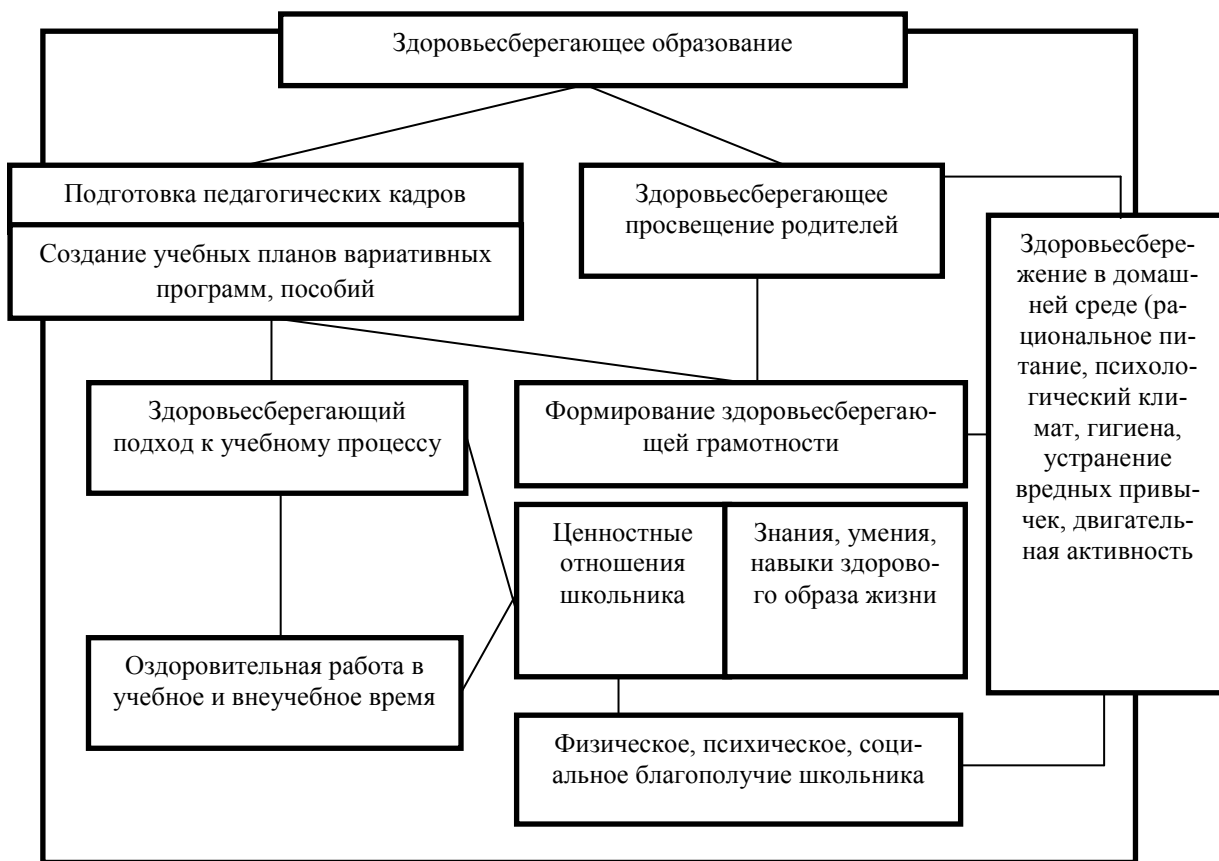 Здоровьесберегающее образование
Подготовка педагогических кадров
Создание учебных планов вариативных
программ, пособий
Здоровьесберегающее
просвещение родителей
Здоровьесбере-
жение в домаш-
ней среде (ра-
циональное пи-
тание, психоло-
гический кли-
мат, гигиена,
устранение
вредных привы-
чек, двигатель-
ная активность
Здоровьесберегающий
подход к учебному процессу
Формирование здоровьесберегаю-
щей грамотности
Ценностные
отношения
школьника
Знания, умения,
навыки здорово-
го образа жизни
Оздоровительная работа в
учебное и внеучебное время
Физическое, психическое, соци-
альное благополучие школьника